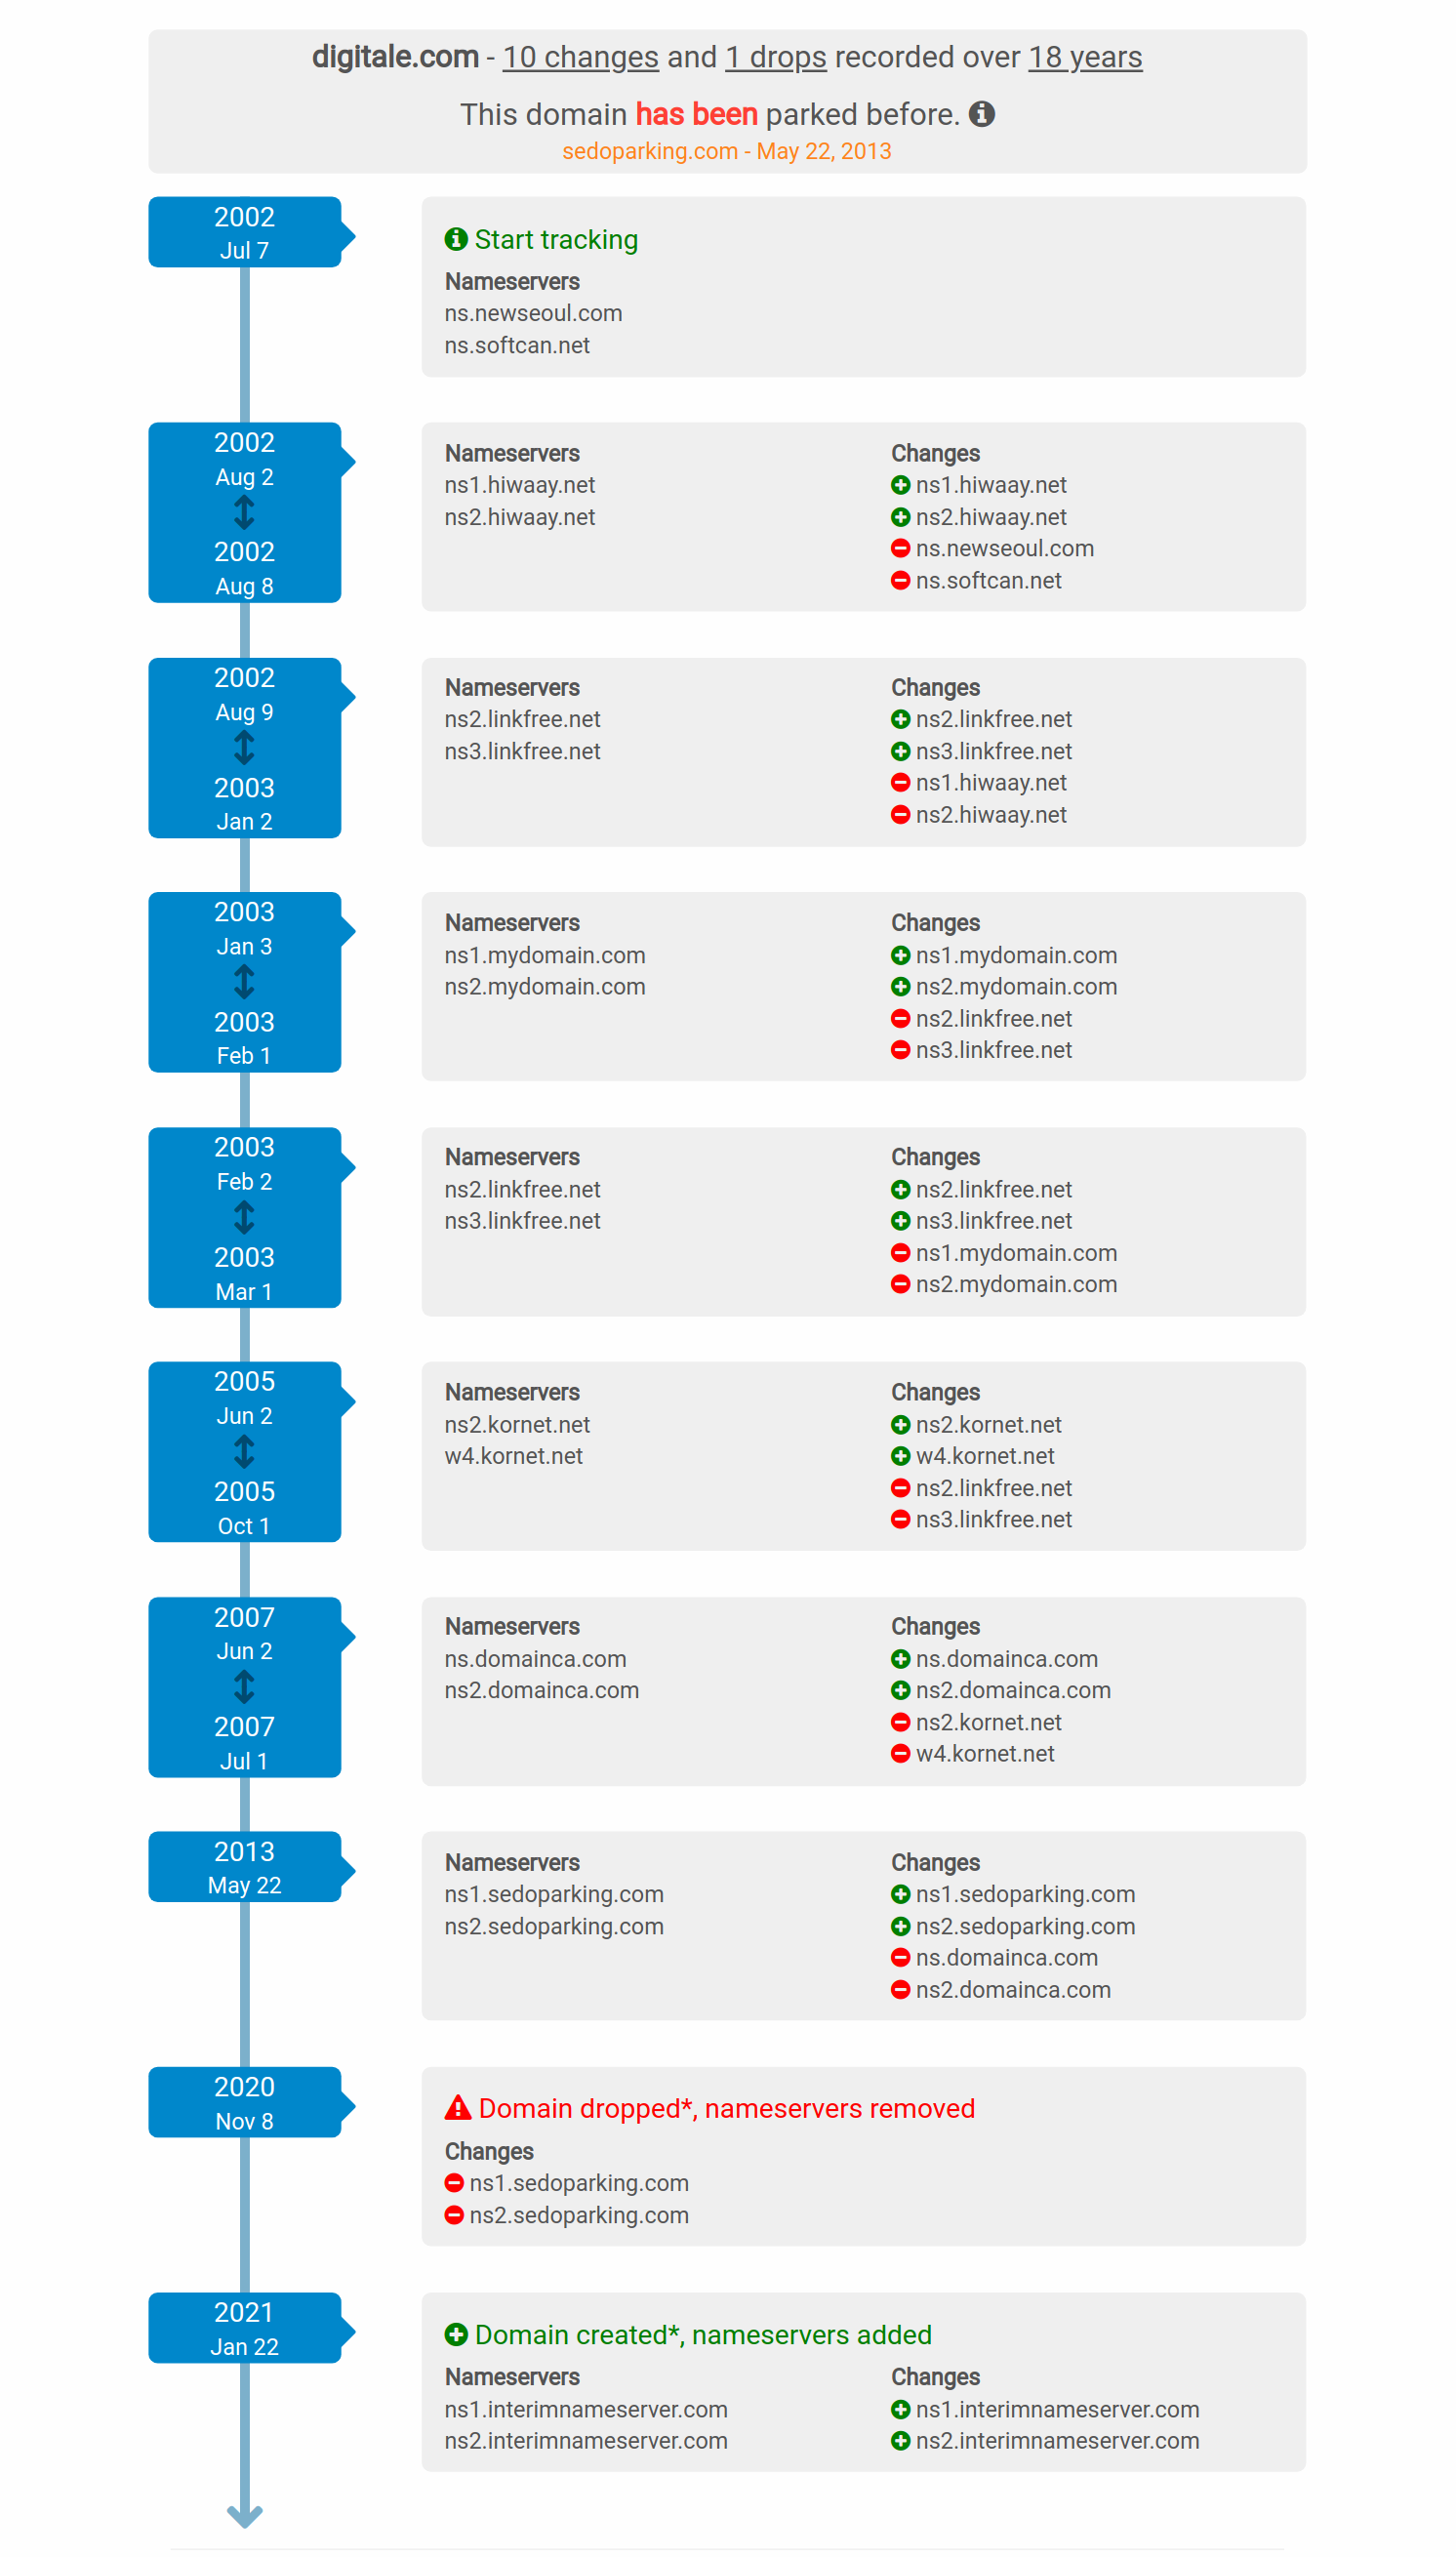 digitale.com - 10 changes and 1 drops recorded over 18 years
This domain has been parked before.
sedoparking.com - May 22, 2013
2002
Jul 7
Start tracking
Nameservers
ns.newseoul.com
ns.softcan.net
2002
Aug 2
2002
Aug 8
Nameservers
ns1.hiwaay.net
ns2.hiwaay.net
Changes
ns1.hiwaay.net
ns2.hiwaay.net
ns.newseoul.com
ns.softcan.net
2002
Aug 9
2003
Jan 2
Nameservers
ns2.linkfree.net
ns3.linkfree.net
Changes
ns2.linkfree.net
ns3.linkfree.net
ns1.hiwaay.net
ns2.hiwaay.net
2003
Jan 3
2003
Feb 1
Nameservers
ns1.mydomain.com
ns2.mydomain.com
Changes
ns1.mydomain.com
ns2.mydomain.com
ns2.linkfree.net
ns3.linkfree.net
2003
Feb 2
2003
Mar 1
Nameservers
ns2.linkfree.net
ns3.linkfree.net
Changes
ns2.linkfree.net
ns3.linkfree.net
ns1.mydomain.com
ns2.mydomain.com
2005
Jun 2
2005
Oct 1
Nameservers
ns2.kornet.net
w4.kornet.net
Changes
ns2.kornet.net
w4.kornet.net
ns2.linkfree.net
ns3.linkfree.net
2007
Jun 2
2007
Jul 1
Nameservers
ns.domainca.com
ns2.domainca.com
Changes
ns.domainca.com
ns2.domainca.com
ns2.kornet.net
w4.kornet.net
2013
May 22
Nameservers
ns1.sedoparking.com
ns2.sedoparking.com
Changes
ns1.sedoparking.com
ns2.sedoparking.com
ns.domainca.com
ns2.domainca.com
2020
Nov 8
Domain dropped*, nameservers removed
Changes
ns1.sedoparking.com
ns2.sedoparking.com
2021
Jan 22
Domain created*, nameservers added
Nameservers
ns1.interimnameserver.com
ns2.interimnameserver.com
Changes
ns1.interimnameserver.com
ns2.interimnameserver.com